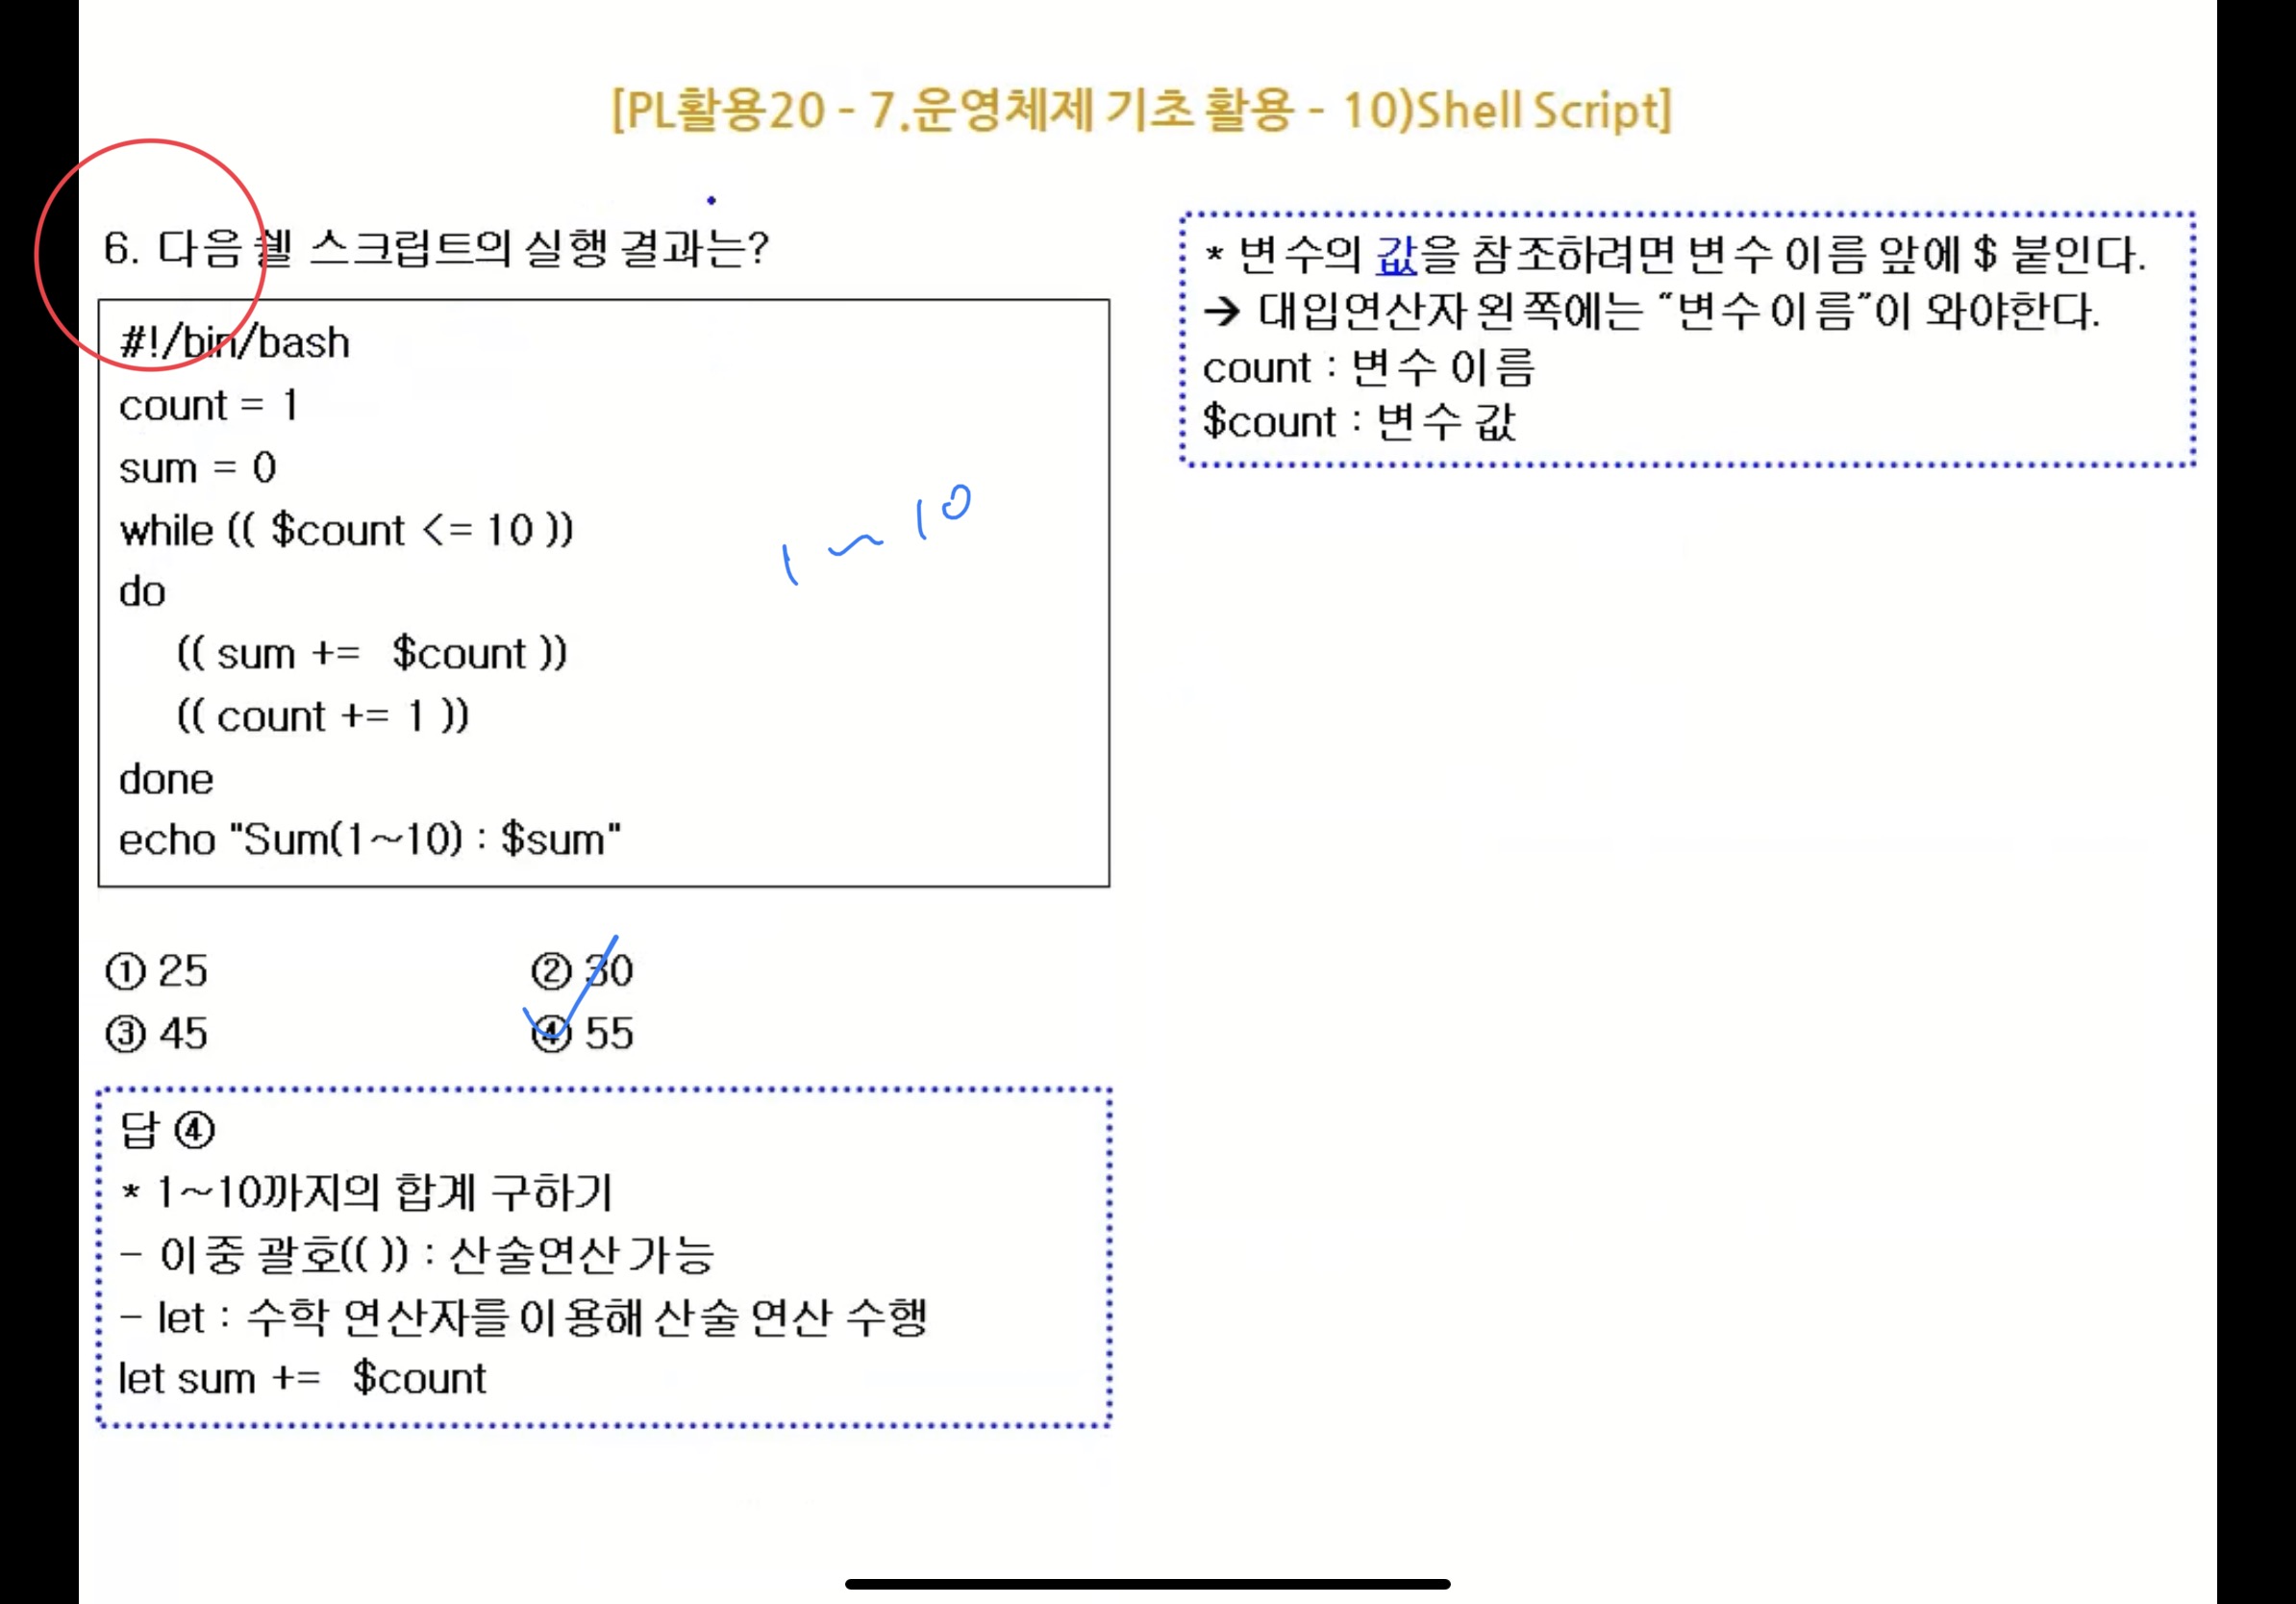 [PL활용20 - 7.운영체제 기초 활용 - 10)Shell Script]
6. 다음 쉘 스크립트의 실행 결과는?
#!/bin/bash
count = 1
sum = 0
while (( $count <= 10 ))
do
(( sum += $count ))
(( count += 1 ))
done
echo "Sum(1~10) : $sum"
1 ~ 10
① 25
② 30
③ 45
④ 55
답 ④
* 1~10까지의 합계 구하기
- 이중 괄호(( )) : 산술연산 가능
- let : 수학 연산자를 이용해 산술 연산 수행
let sum += $count
* 변수의 값을 참조하려면 변수 이름 앞에 $ 붙인다.
→ 대입연산자 왼쪽에는 “변수 이름”이 와야한다.
count : 변수 이름
$count : 변수 값